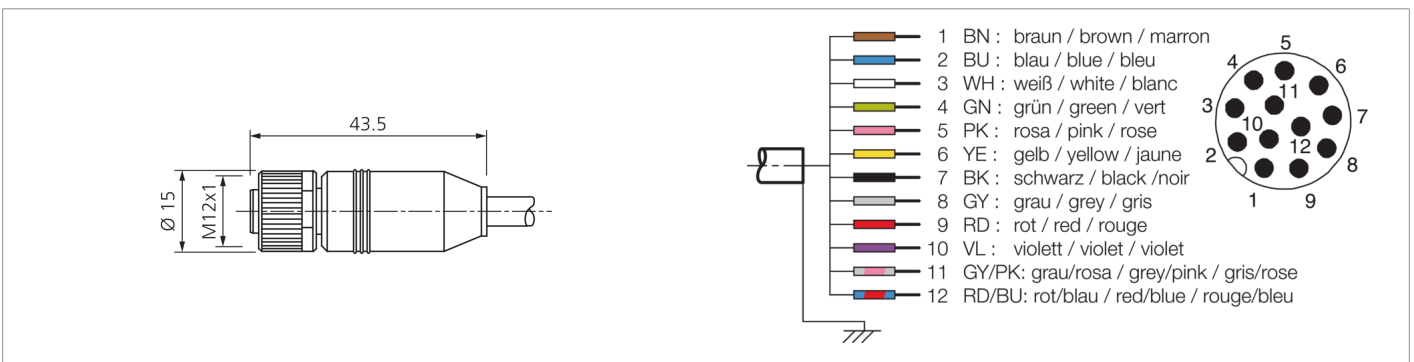 43.5
Ø 15
M12x1
1 BN : braun / brown / marron
2 BU : blau / blue / bleu
3 WH : weiß / white / blanc
4 GN : grün / green / vert
5 PK : rosa / pink / rose
6 YE : gelb / yellow / jaune
7 BK : schwarz / black /noir
8 GY : grau / grey / gris
9 RD : rot / red / rouge
10 VL : violett / violet / violet
11 GY/PK: grau/rosa / grey/pink / gris/rose
12 RD/BU: rot/blau / red/blue / rouge/bleu
5
4
6
11
3
10
7
12
2
8
1
9